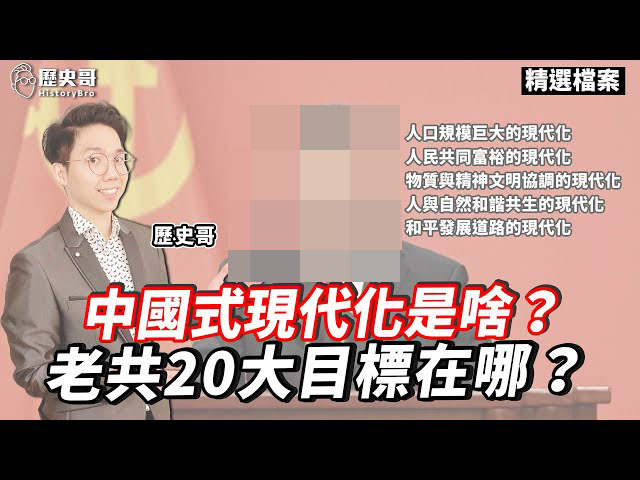 歷史哥
HistoryBro
精選檔案
人口規模巨大的現代化
人民共同富裕的現代化
物質與精神文明協調的現代化
人與自然和諧共生的現代化
和平發展道路的現代化
歷史哥
中國式現代化是啥？
老共20大目標在哪？